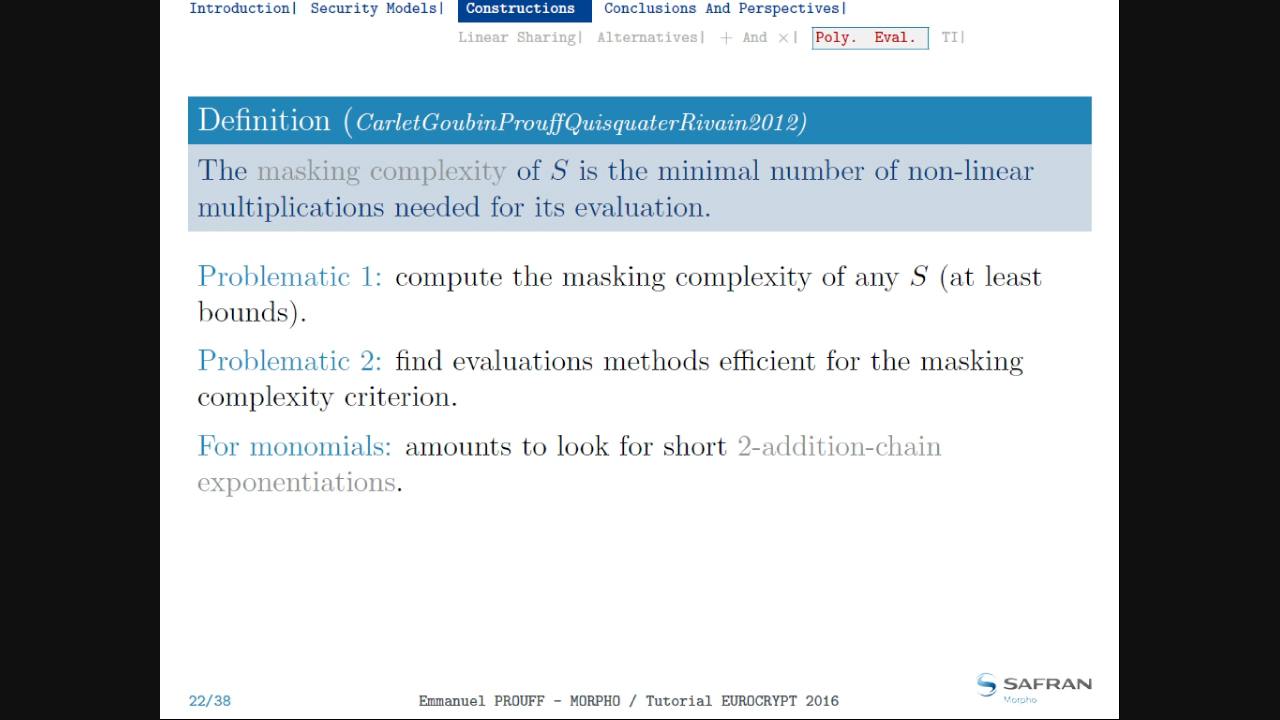 Introduction| Security Models| Constructions Conclusions And Perspectives|
Linear Sharing| Alternatives| + And ×| Poly. Eval. TI|
Definition (CarletGoubinProuffQuisquaterRivain2012)
The masking complexity of S is the minimal number of non-linear
multiplications needed for its evaluation.
Problematic 1: compute the masking complexity of any S (at least
bounds).
Problematic 2: find evaluations methods efficient for the masking
complexity criterion.
For monomials: amounts to look for short 2-addition-chain
exponentiations.
SAFRAN
Morpho
22/38 Emmanuel PROUFF – MORPHO / Tutorial EUROCRYPT 2016